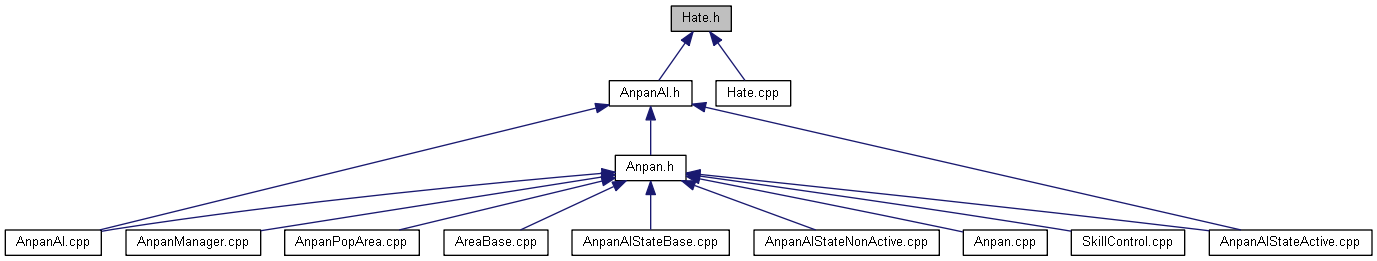 Hate.h
AnpanAI.h
Hate.cpp
Anpan.h
AnpanAI.cpp
AnpanManager.cpp
AnpanPopArea.cpp
AreaBase.cpp
AnpanAIStateBase.cpp
AnpanAIStateNonActive.cpp
Anpan.cpp
SkillControl.cpp
AnpanAIStateActive.cpp